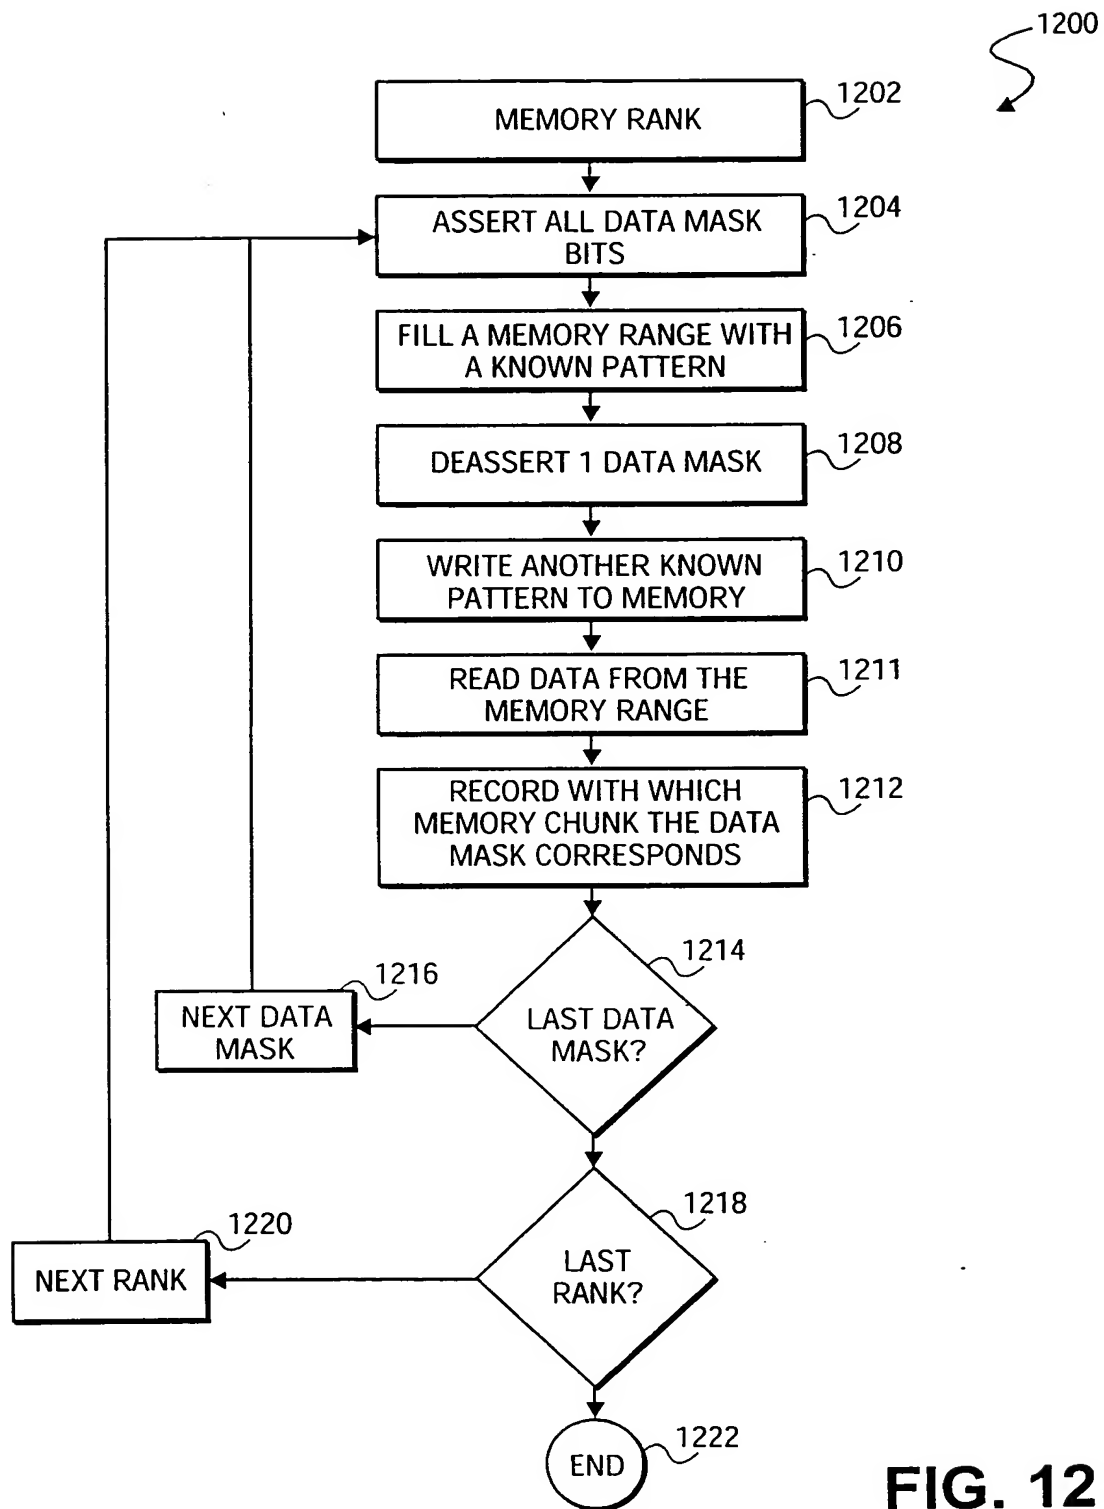 1200
MEMORY RANK
1202
ASSERT ALL DATA MASK
BITS
1204
FILL A MEMORY RANGE WITH
A KNOWN PATTERN
1206
DEASSERT 1 DATA MASK
1208
WRITE ANOTHER KNOWN
PATTERN TO MEMORY
1210
READ DATA FROM THE
MEMORY RANGE
1211
RECORD WITH WHICH
MEMORY CHUNK THE DATA
MASK CORRESPONDS
1212
LAST DATA
MASK?
1214
NEXT DATA
MASK
1216
LAST
RANK?
1218
NEXT RANK
1220
END
1222
FIG. 12